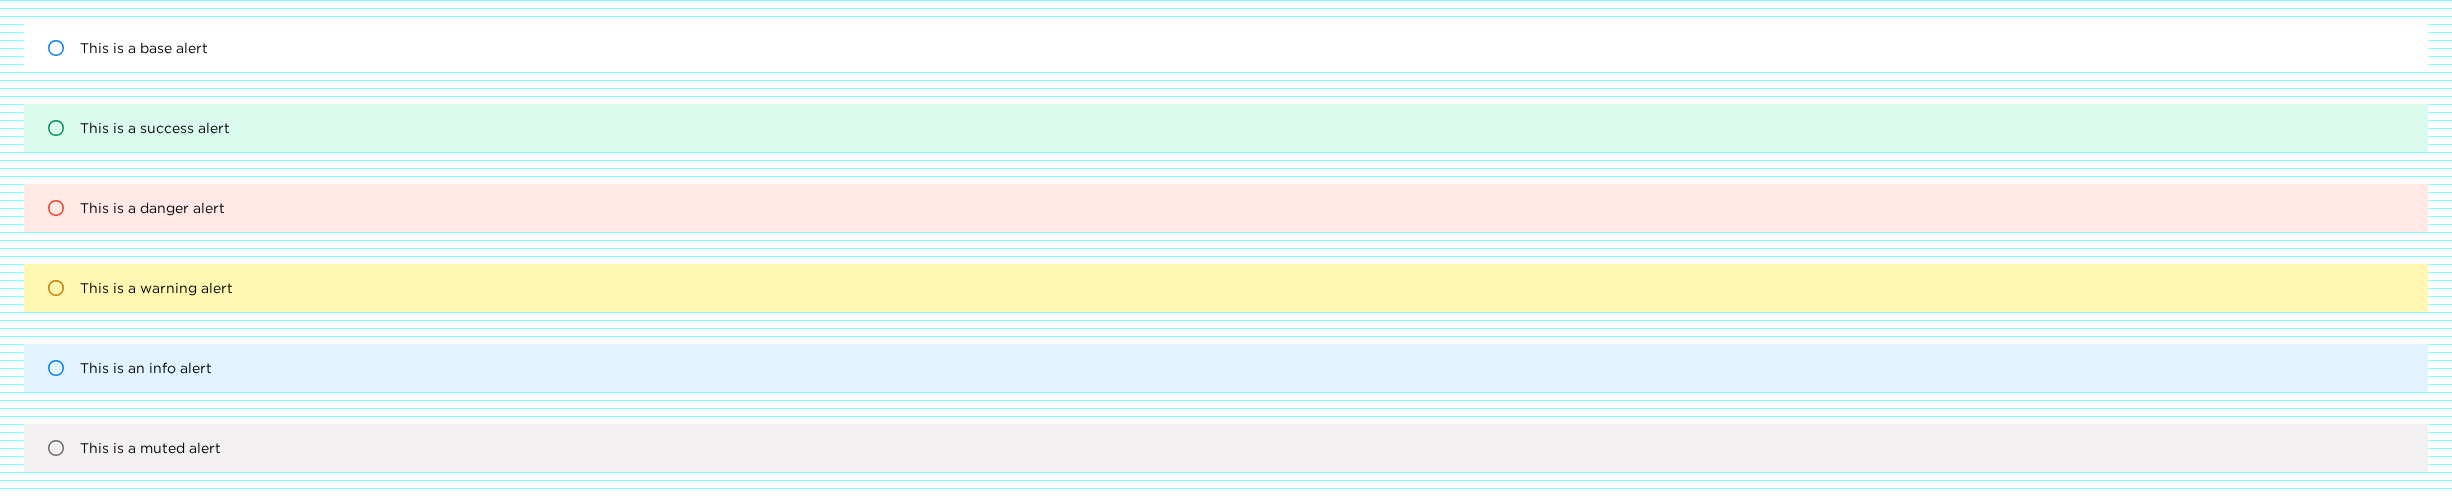 This is a base alert
This is a success alert
This is a danger alert
This is a warning alert
This is an info alert
This is a muted alert